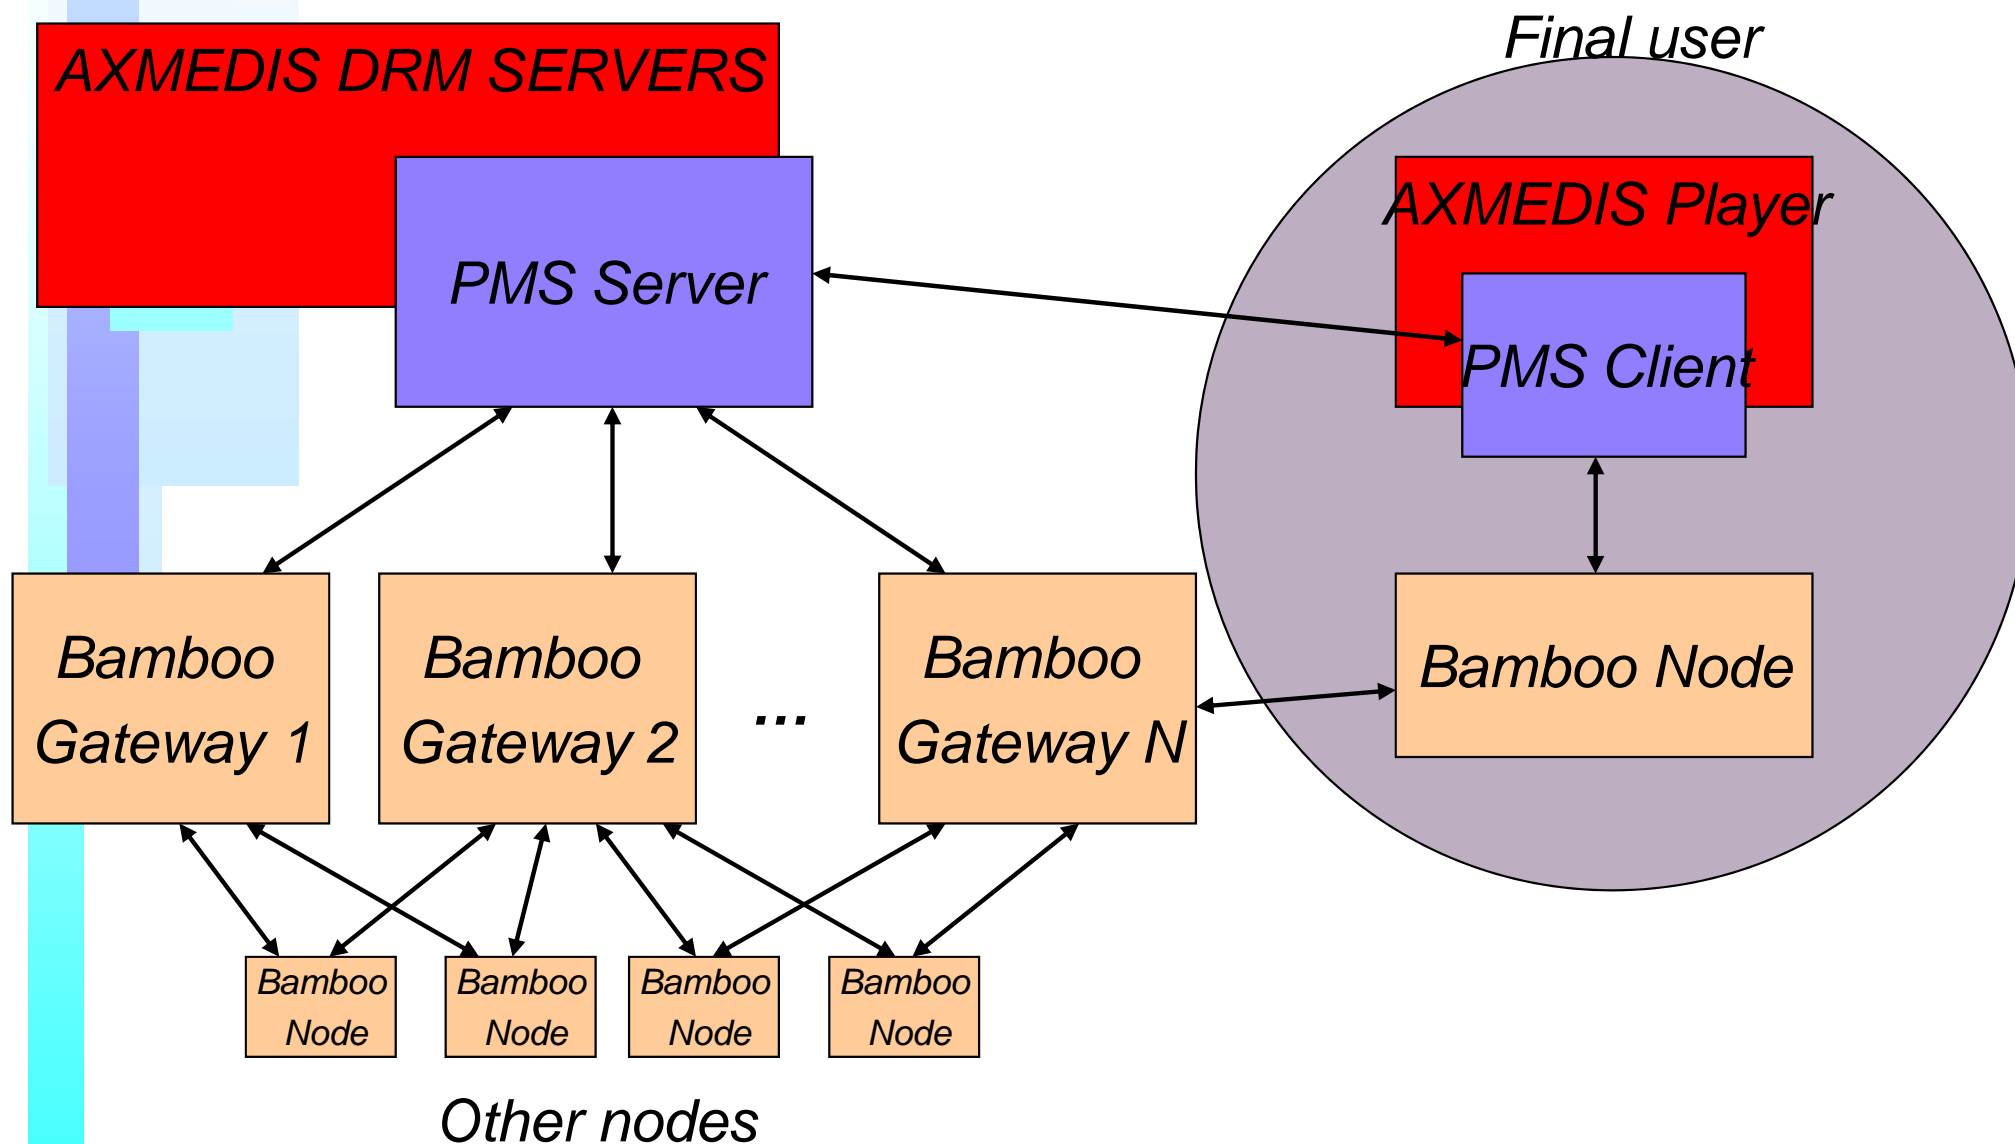 Final user
AXMEDIS DRM SERVERS
AXMEDIS Player
PMS Server
PMS Client
Bamboo
Gateway 1
Bamboo
Gateway 2
...
Bamboo
Gateway N
Bamboo Node
Bamboo
Node
Bamboo
Node
Bamboo
Node
Bamboo
Node
Other nodes